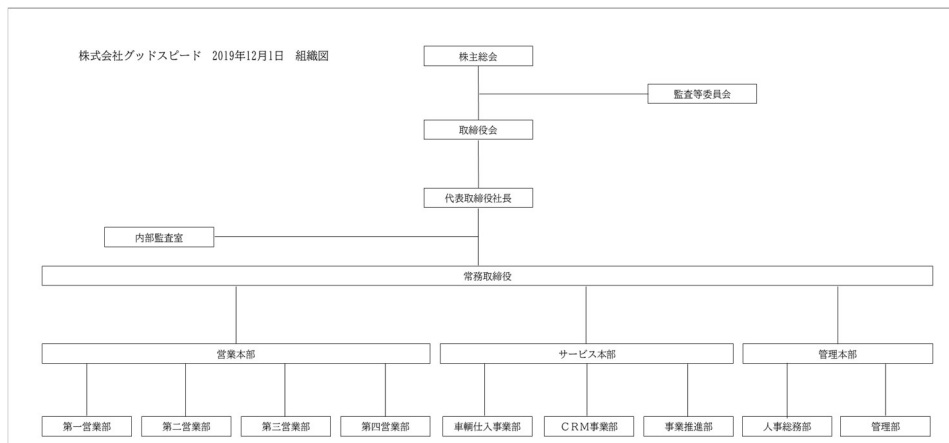 株式会社グッドスピード　2019年12月1日　組織図
株主総会
監査等委員会
取締役会
代表取締役社長
内部監査室
常務取締役
営業本部
サービス本部
管理本部
第一営業部
第二営業部
第三営業部
第四営業部
車輌仕入事業部
ＣＲＭ事業部
事業推進部
人事総務部
管理部